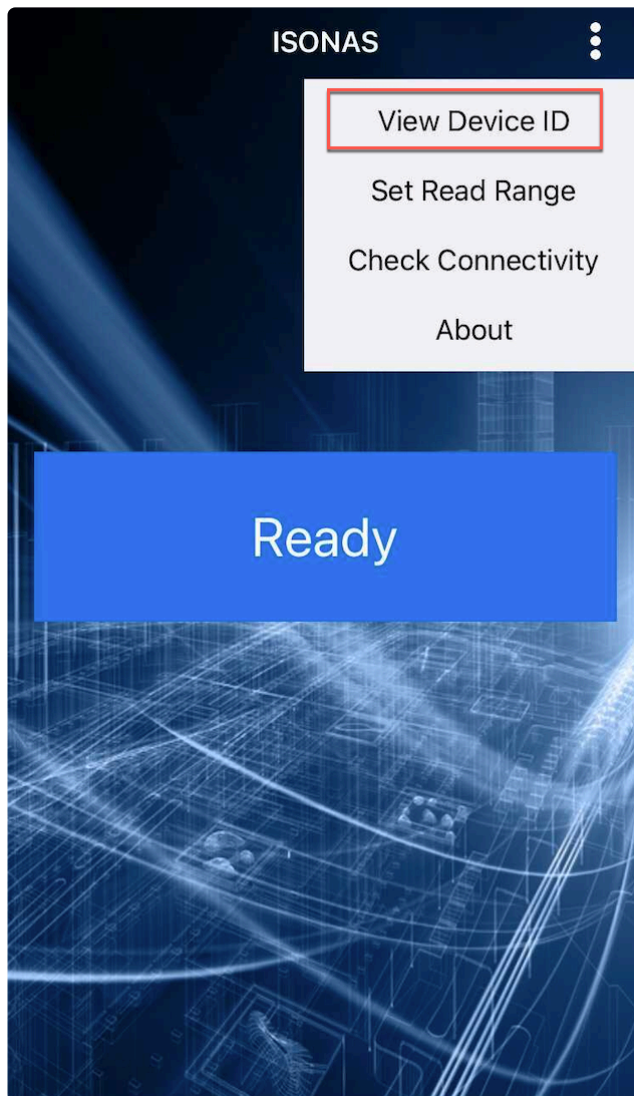 ISONAS
View Device ID
Set Read Range
Check Connectivity
About
Ready